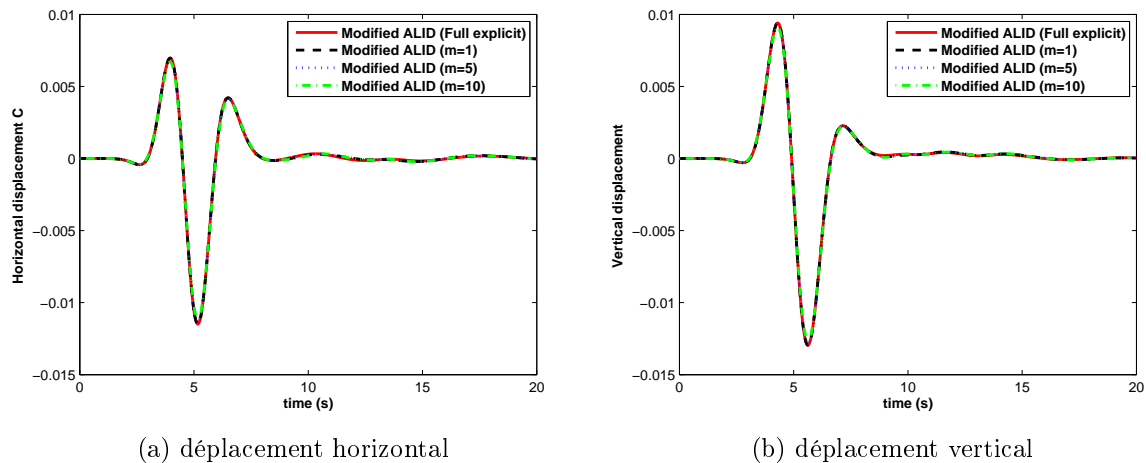 0.01
0.005
0
−0.005
−0.01
−0.015
Horizontal displacement C
Modified ALID (Full explicit)
Modified ALID (m=1)
Modified ALID (m=5)
Modified ALID (m=10)
0 5 10 15 20
time (s)
(a) déplacement horizontal
0.01
0.005
0
−0.005
−0.01
−0.015
Vertical displacement
Modified ALID (Full explicit)
Modified ALID (m=1)
Modified ALID (m=5)
Modified ALID (m=10)
0 5 10 15 20
time (s)
(b) déplacement vertical